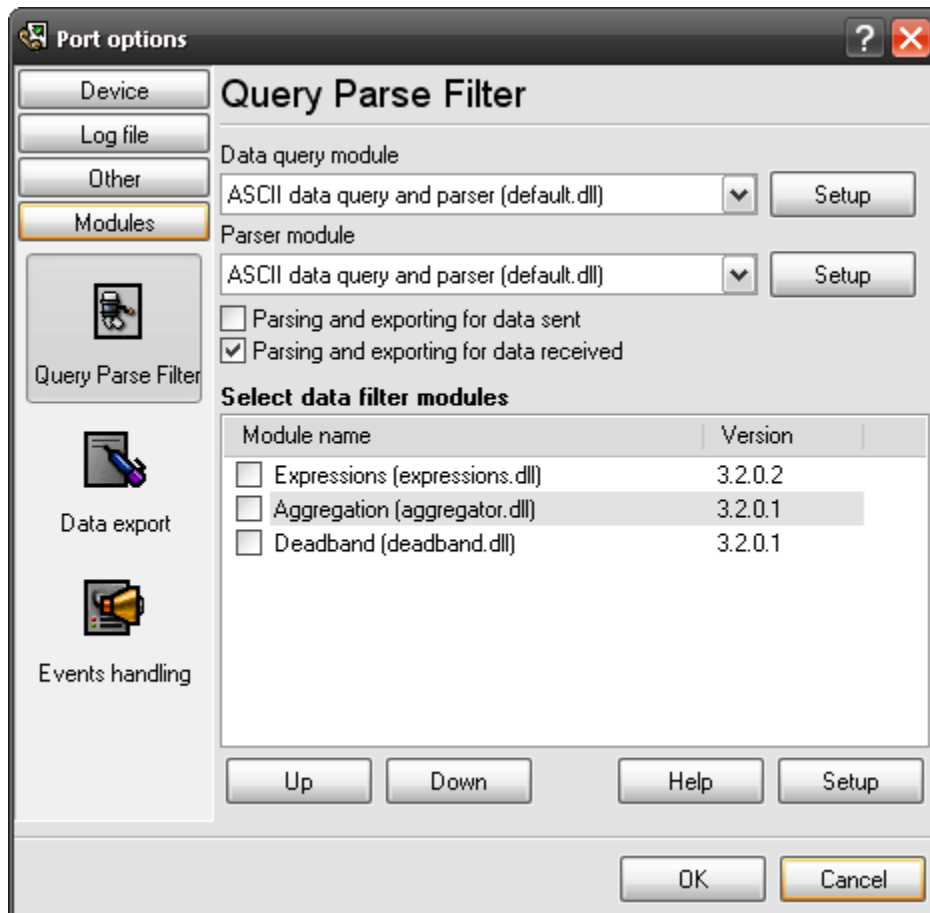 Port options
Device
Log file
Other
Modules
Query Parse Filter
Data export
Events handling
Query Parse Filter
Data query module
ASCII data query and parser (default.dll)
Setup
Parser module
ASCII data query and parser (default.dll)
Setup
Parsing and exporting for data sent
Parsing and exporting for data received
Select data filter modules
Module name Version
Expressions (expressions.dll) 3.2.0.2
Aggregation (aggregator.dll) 3.2.0.1
Deadband (deadband.dll) 3.2.0.1
Up Down Help Setup
OK Cancel